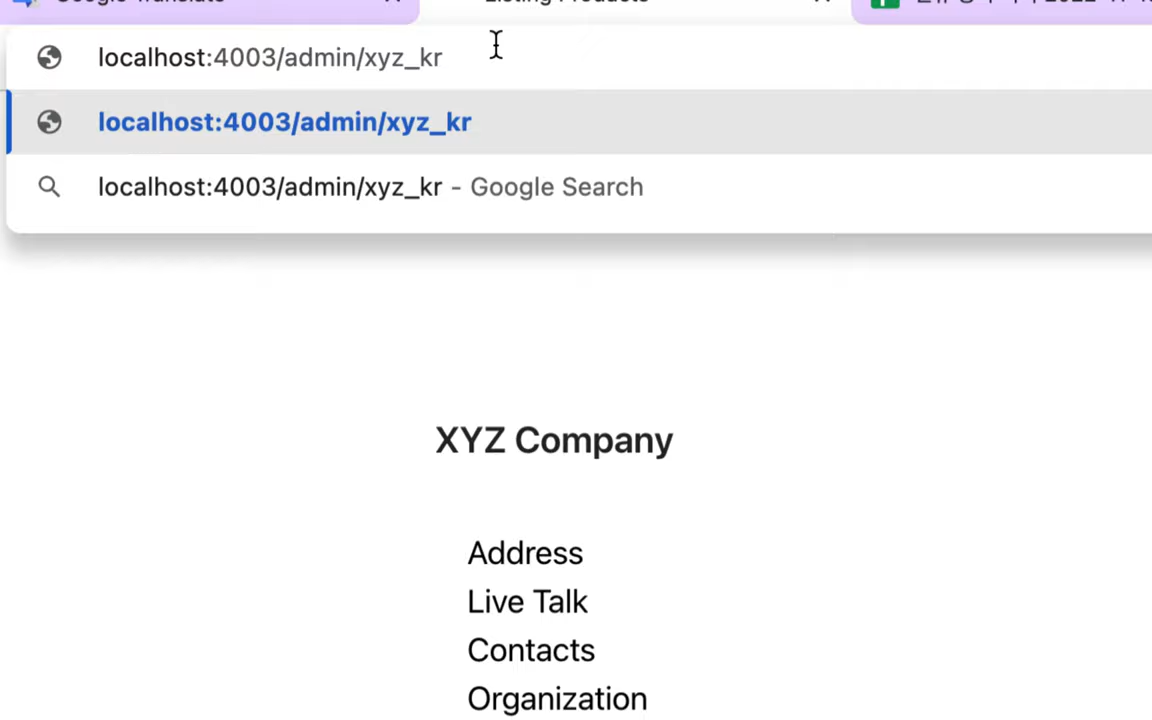 localhost:4003/admin/xyz_kr
localhost:4003/admin/xyz_kr
localhost:4003/admin/xyz_kr - Google Search
XYZ Company
Address
Live Talk
Contacts
Organization